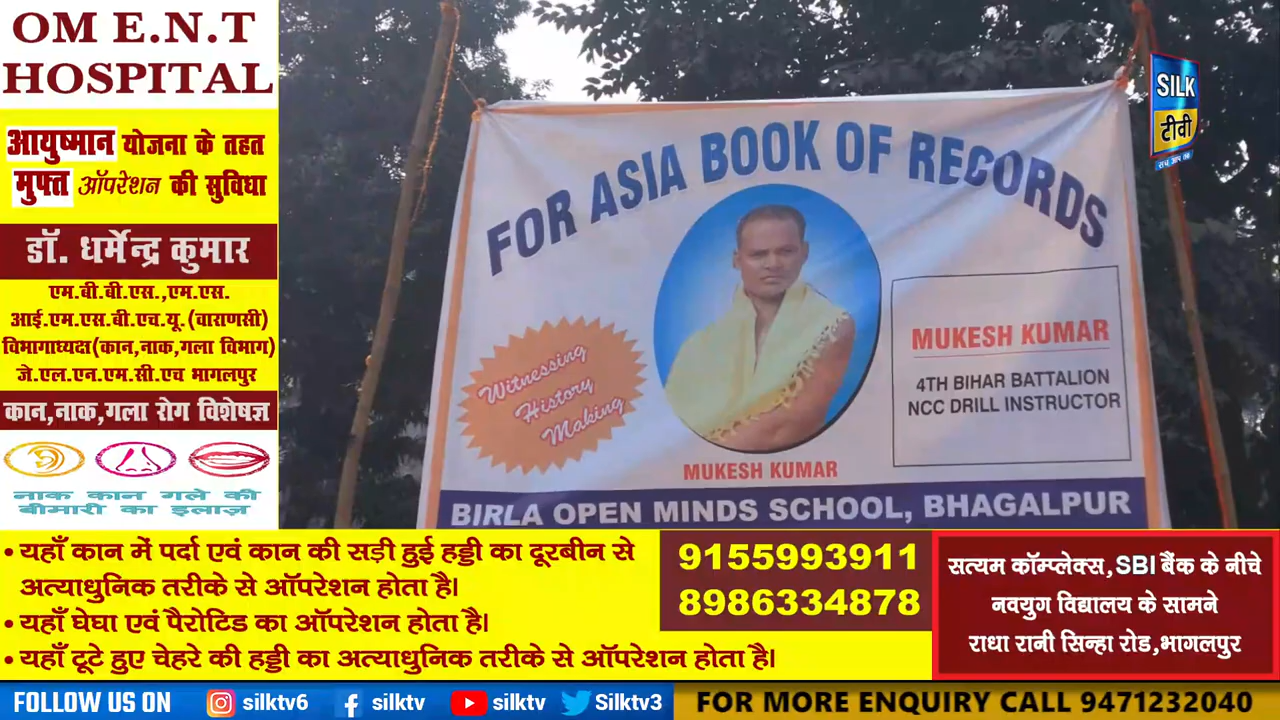 OM E.N.T
HOSPITAL
आयुष्मान योजना के तहत
मुफ्त ऑपरेशन की सुविधा
डॉ. धर्मेन्द्र कुमार
एम.बी.बी.एस.,एम.एस.
आई.एम.एस.बी.एच.यू.(वाराणसी)
विभागाध्यक्ष(कान,नाक,गला विभाग)
जे.एल.एन.एम.सी.एच भागलपुर
कान,नाक,गला रोग विशेषज्ञ
नाक कान गले की
बीमारी का इलाज़
SILK
टीवी
FOR ASIA BOOK OF RECORDS
Witnessing
History
Making
MUKESH KUMAR
MUKESH KUMAR
4TH BIHAR BATTALION
NCC DRILL INSTRUCTOR
BIRLA OPEN MINDS SCHOOL, BHAGALPUR
• यहाँ कान में पर्दा एवं कान की सड़ी हुई हड्डी का दूरबीन से
अत्याधुनिक तरीके से ऑपरेशन होता है।
• यहाँ घेघा एवं पैरोटिड का ऑपरेशन होता है।
• यहाँ टूटे हुए चेहरे की हड्डी का अत्याधुनिक तरीके से ऑपरेशन होता है।
9155993911
8986334878
सत्यम कॉम्प्लेक्स,SBI बैंक के नीचे
नवयुग विद्यालय के सामने
राधा रानी सिन्हा रोड,भागलपुर
FOLLOW US ON silktv6 silktv silktv Silktv3 FOR MORE ENQUIRY CALL 9471232040